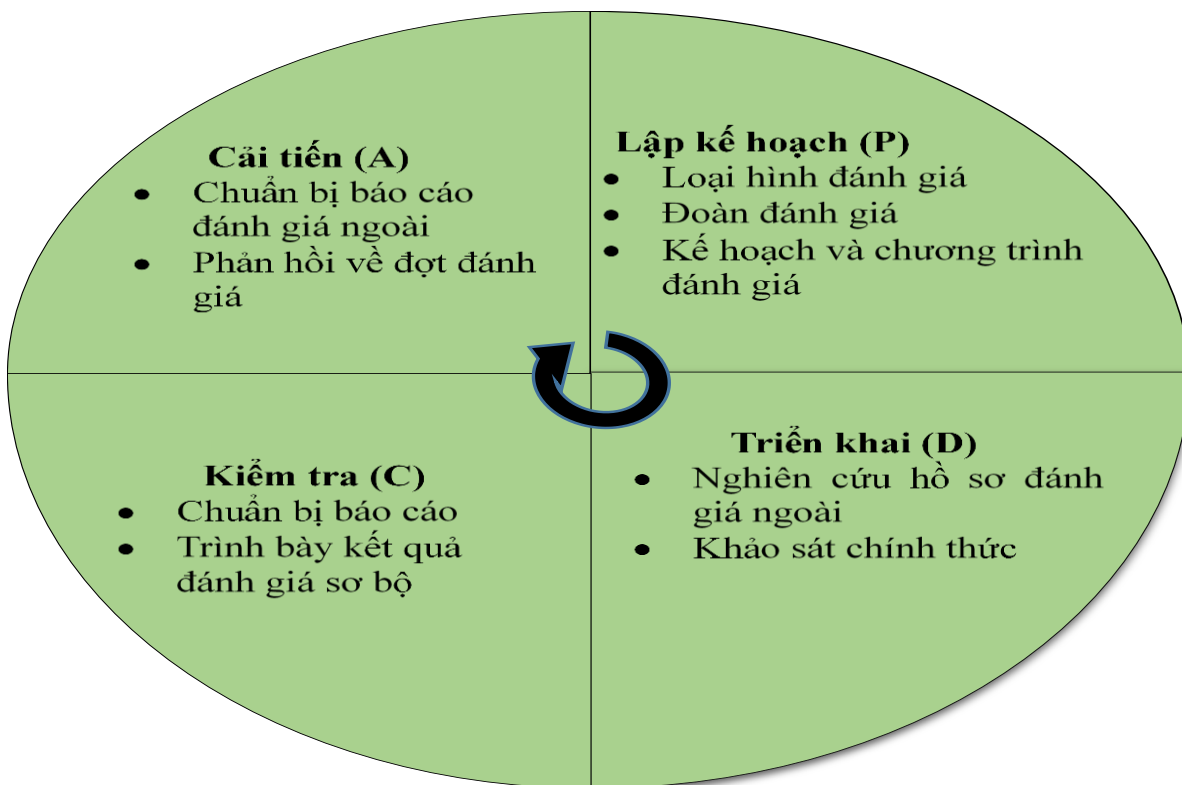 Cải tiến (A)
• Chuẩn bị báo cáo
đánh giá ngoài
• Phản hồi về đợt đánh
giá
Lập kế hoạch (P)
• Loại hình đánh giá
• Đoàn đánh giá
• Kế hoạch và chương trình
đánh giá
Kiểm tra (C)
• Chuẩn bị báo cáo
• Trình bày kết quả
đánh giá sơ bộ
Triển khai (D)
• Nghiên cứu hồ sơ đánh
giá ngoài
• Khảo sát chính thức